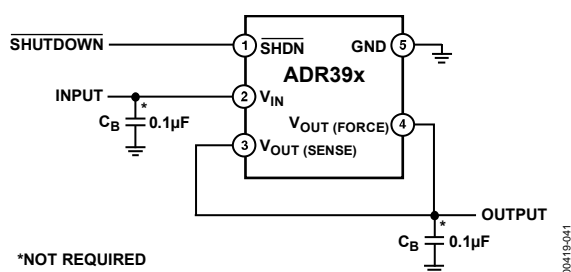 SHUTDOWN
1
SHDN
GND
5
ADR39x
INPUT
2
VIN
*
CB
0.1µF
VOUT (FORCE)
4
3
VOUT (SENSE)
OUTPUT
*
CB
0.1µF
*NOT REQUIRED
00419-041